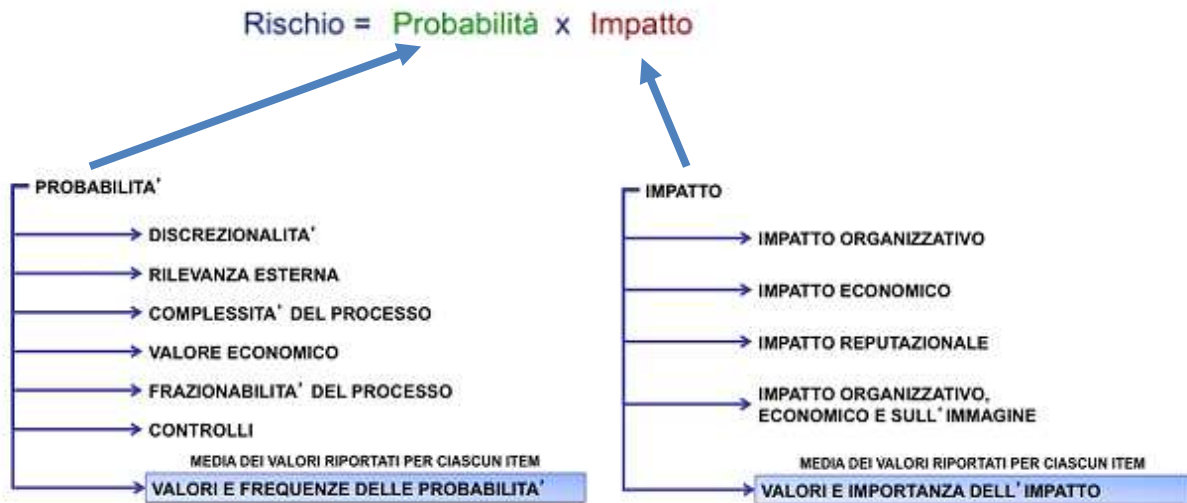 Rischio = Probabilità x Impatto
PROBABILITA'
DISCREZIONALITA'
RILEVANZA ESTERNA
COMPLESSITA' DEL PROCESSO
VALORE ECONOMICO
FRAZIONABILITA' DEL PROCESSO
CONTROLLI
MEDIA DEI VALORI RIPORTATI PER CIASCUN ITEM
VALORI E FREQUENZE DELLE PROBABILITA'
IMPATTO
IMPATTO ORGANIZZATIVO
IMPATTO ECONOMICO
IMPATTO REPUTAZIONALE
IMPATTO ORGANIZZATIVO,
ECONOMICO E SULL'IMMAGINE
MEDIA DEI VALORI RIPORTATI PER CIASCUN ITEM
VALORI E IMPORTANZA DELL'IMPATTO